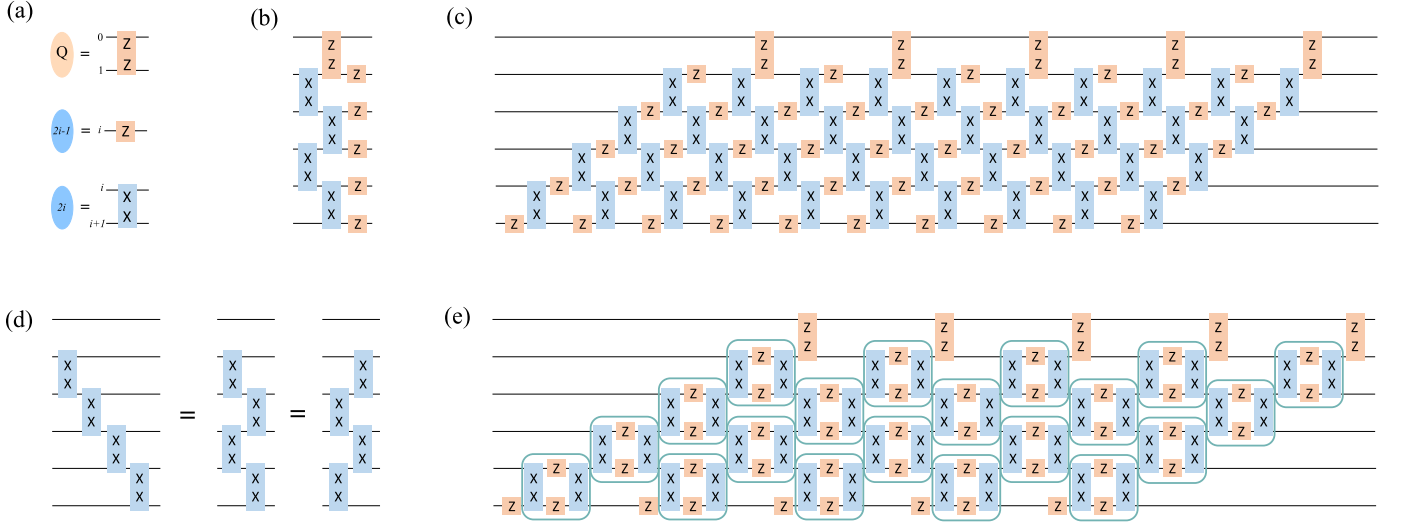 (a)
Q = 0 Z
Z
1
2i-1 = i Z
2i = i X
X
i+1
(b)
Z
Z Z
X
X Z
X
X Z
X
X Z
X
X Z
(c)
Z Z Z Z Z
Z Z Z Z Z
Z Z Z Z Z
X X X X X X X X X X
X X X X X X X X X X
Z Z Z Z Z Z Z Z Z Z
X X X X X X X X X X
X X X X X X X X X X
Z Z Z Z Z Z Z Z Z Z
X X X X X X X X X X
X X X X X X X X X X
Z Z Z Z Z Z Z Z Z Z
X X X X X X X X X X
X X X X X X X X X X
Z Z Z Z Z Z Z Z Z Z
(d)
X X X
X X X
X X X
X = X = X
X X X
X X X
X X X
X X X
(e)
Z Z Z Z Z
Z Z Z Z Z
Z Z Z Z Z
X X X X X X X X X X
X X X X X X X X X X
Z Z Z Z Z Z Z Z Z Z
X X X X X X X X X X
X X X X X X X X X X
Z Z Z Z Z Z Z Z Z Z
X X X X X X X X X X
X X X X X X X X X X
Z Z Z Z Z Z Z Z Z Z
X X X X X X X X X X
X X X X X X X X X X
Z Z Z Z Z Z Z Z Z Z